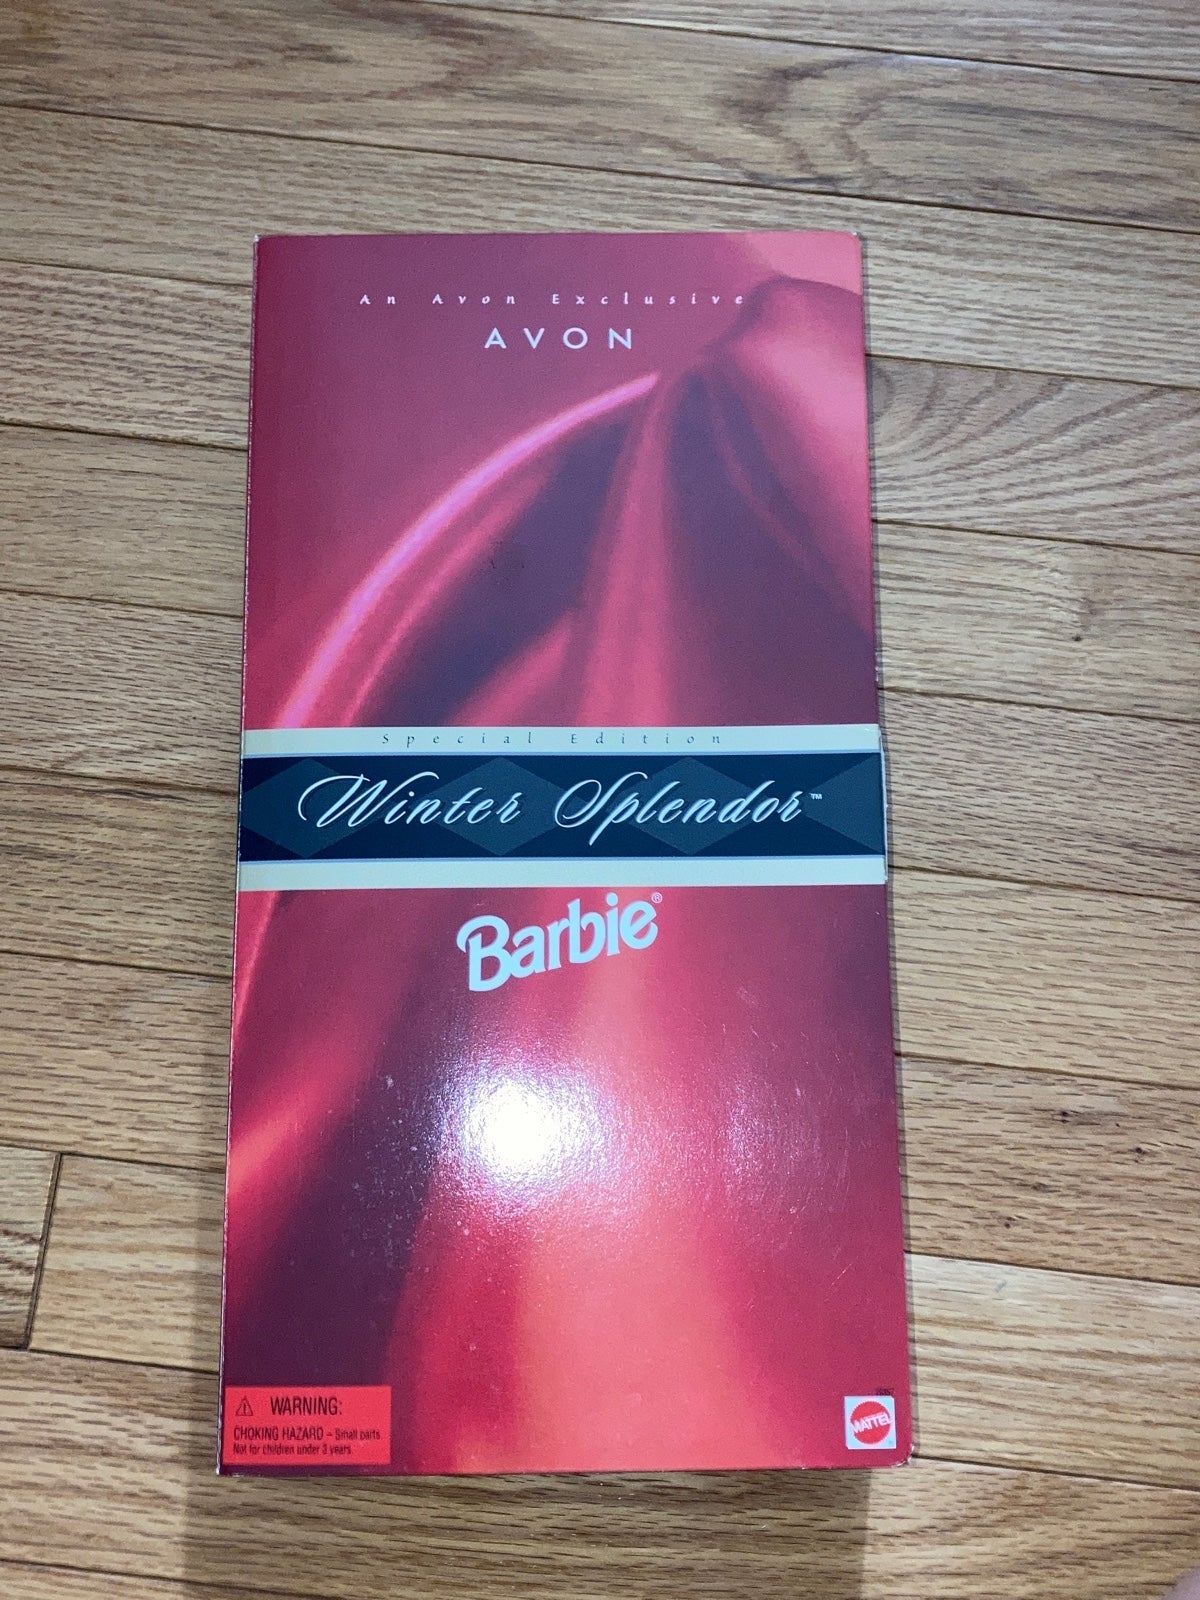 An Avon Exclusive
AVON
Special Edition
Winter Splendor™
Barbie®
⚠ WARNING:
CHOKING HAZARD – Small parts.
Not for children under 3 years.
MATTEL